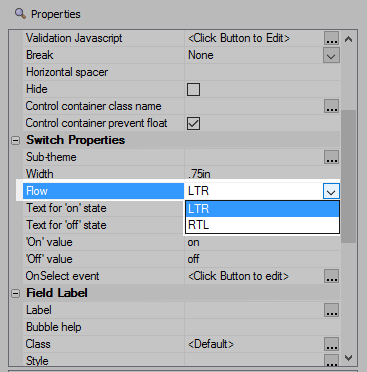 Properties
Validation Javascript <Click Button to Edit> ...
Break None
Horizontal spacer
Hide
Control container class name ...
Control container prevent float
Switch Properties
Sub-theme ...
Width .75in
Flow LTR
LTR
Text for 'on' state
RTL
Text for 'off' state
'On' value on
'Off' value off
OnSelect event <Click Button to edit> ...
Field Label
Label ...
Bubble help
Class <Default> ...
Style ...